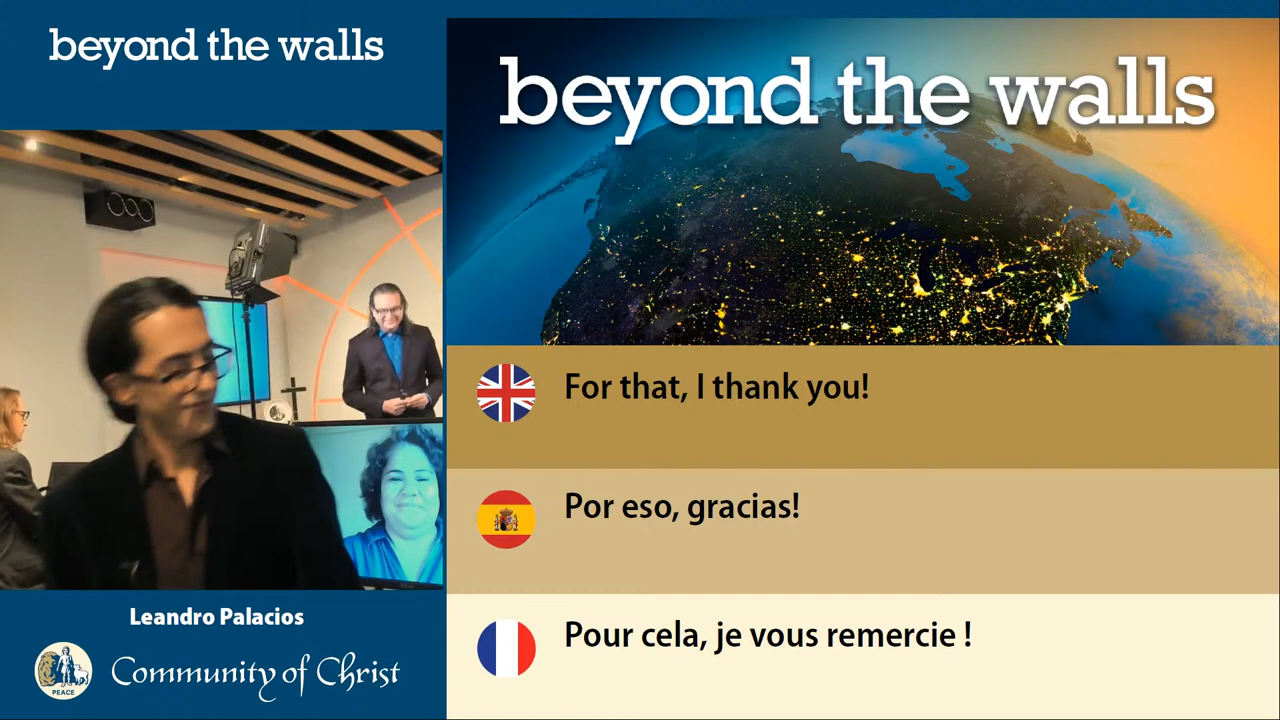 beyond the walls
beyond the walls
For that, I thank you!
Por eso, gracias!
Pour cela, je vous remercie !
Leandro Palacios
PEACE
Community of Christ